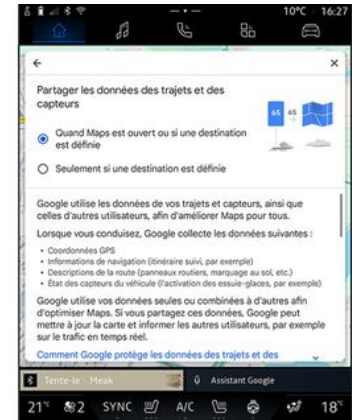 10°C 16:27
Partager les données des trajets et des
capteurs
65 65
Quand Maps est ouvert ou si une destination
est définie
Seulement si une destination est définie
Google utilise les données de vos trajets et capteurs, ainsi que
celles d'autres utilisateurs, afin d'améliorer Maps pour tous.
Lorsque vous conduisez, Google collecte les données suivantes :
• Coordonnées GPS
• Informations de navigation (itinéraire suivi, par exemple)
• Descriptions de la route (panneaux routiers, marquage au sol, etc.)
• État des capteurs du véhicule (l'activation des essuie-glaces, par exemple)
Google utilise vos données seules ou combinées à d'autres afin
d'optimiser Maps. Si vous partagez ces données, Google peut
mettre à jour la carte et informer les autres utilisateurs, par exemple
sur le trafic en temps réel.
Comment Google protège les données des trajets et des
Tente-le · Meak Assistant Google
21° 2 SYNC A/C 18°